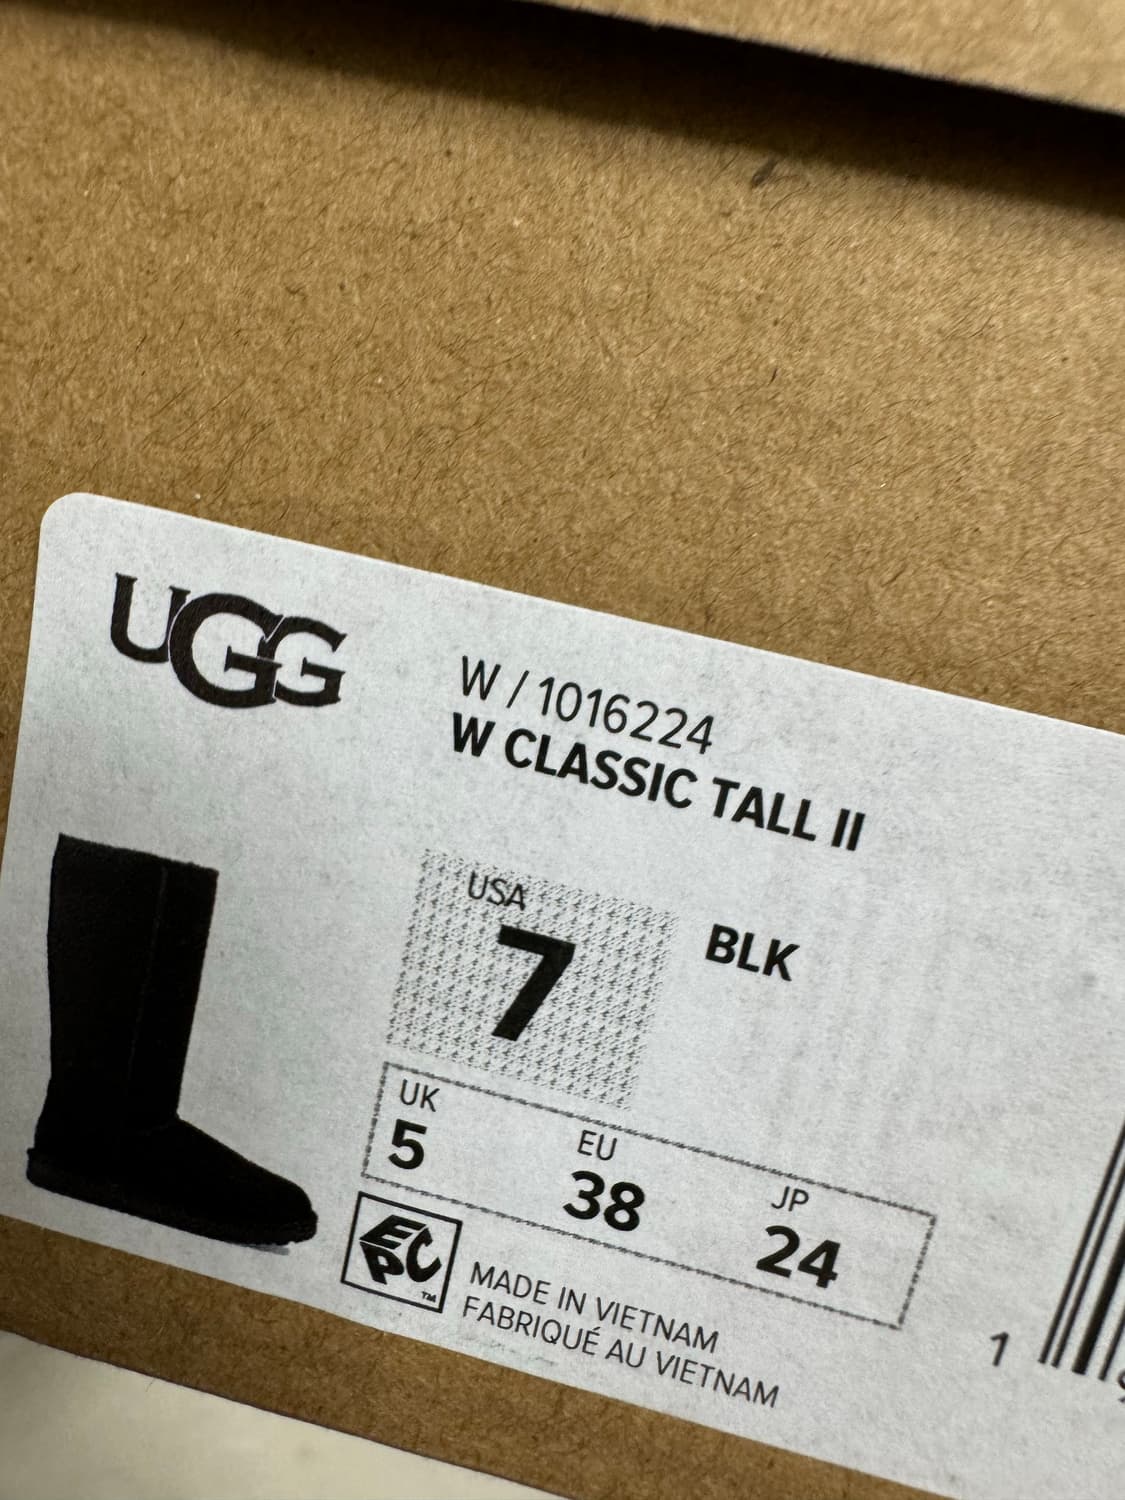 UGG
W / 1016224
W CLASSIC TALL II
USA
7
BLK
UK
5
EU
38
JP
24
EPC
TM
MADE IN VIETNAM
FABRIQUÉ AU VIETNAM
1